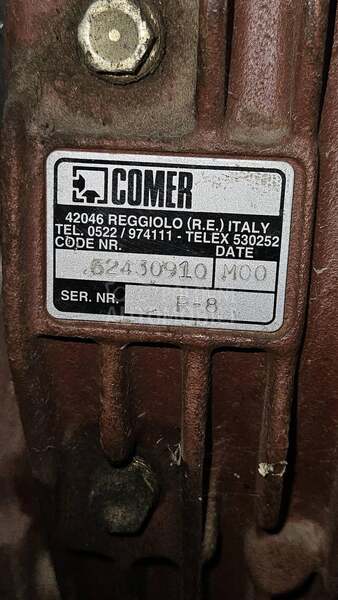 COMER
42046 REGGIOLO (R.E.) ITALY
TEL. 0522 / 974111 - TELEX 530252
CODE NR. DATE
62430910 M00
SER. NR. P-8